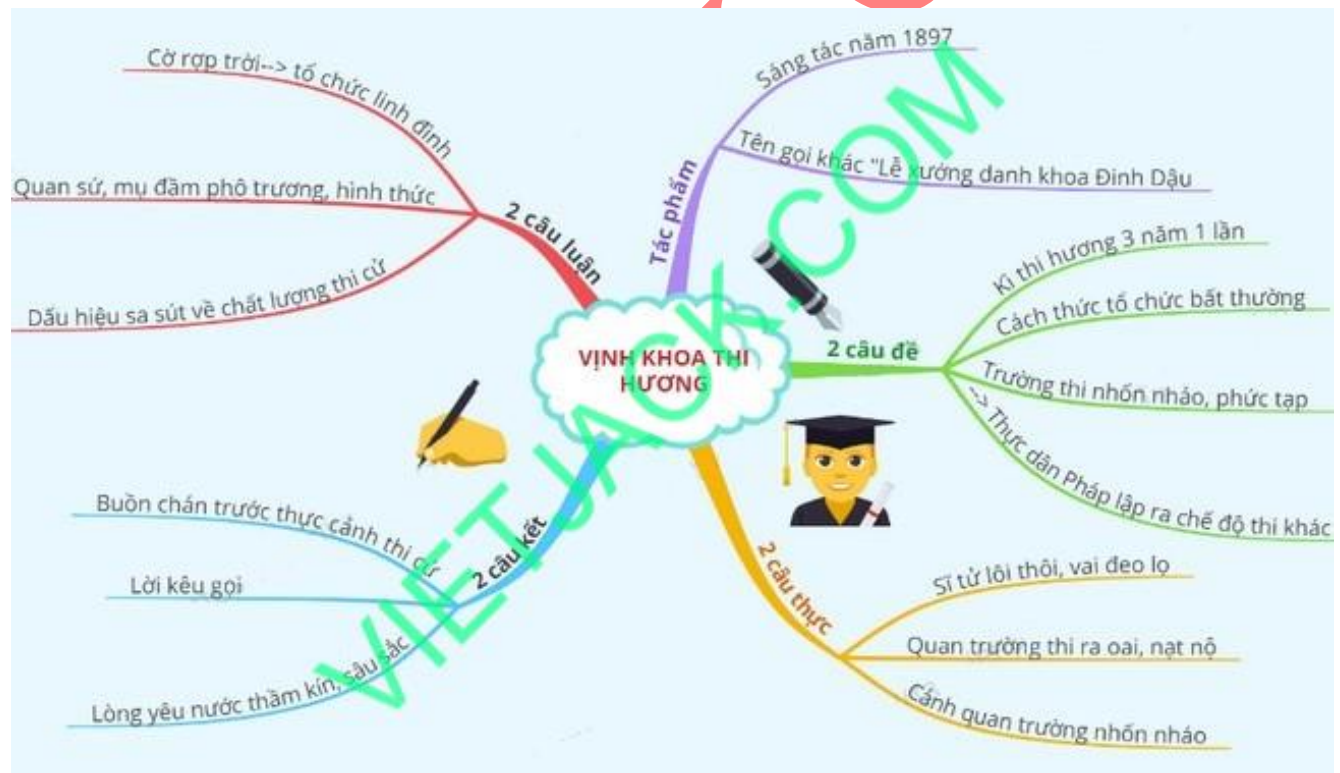 VỊNH KHOA THI
HƯƠNG
Tác phẩm
Sáng tác năm 1897
Tên gọi khác "Lễ xướng danh khoa Đinh Dậu
2 câu đề
Kì thi hương 3 năm 1 lần
Cách thức tổ chức bất thường
Trường thi nhốn nháo, phức tạp
--> Thực dân Pháp lập ra chế độ thi khác
2 câu thực
Sĩ tử lôi thôi, vai đeo lọ
Quan trường thi ra oai, nạt nộ
Cảnh quan trường nhốn nháo
2 câu luận
Cờ rợp trời--> tổ chức linh đình
Quan sứ, mụ đầm phô trương, hình thức
Dấu hiệu sa sút về chất lượng thi cử
2 câu kết
Buồn chán trước thực cảnh thi cử
Lời kêu gọi
Lòng yêu nước thầm kín, sâu sắc
VIETJACK.COM